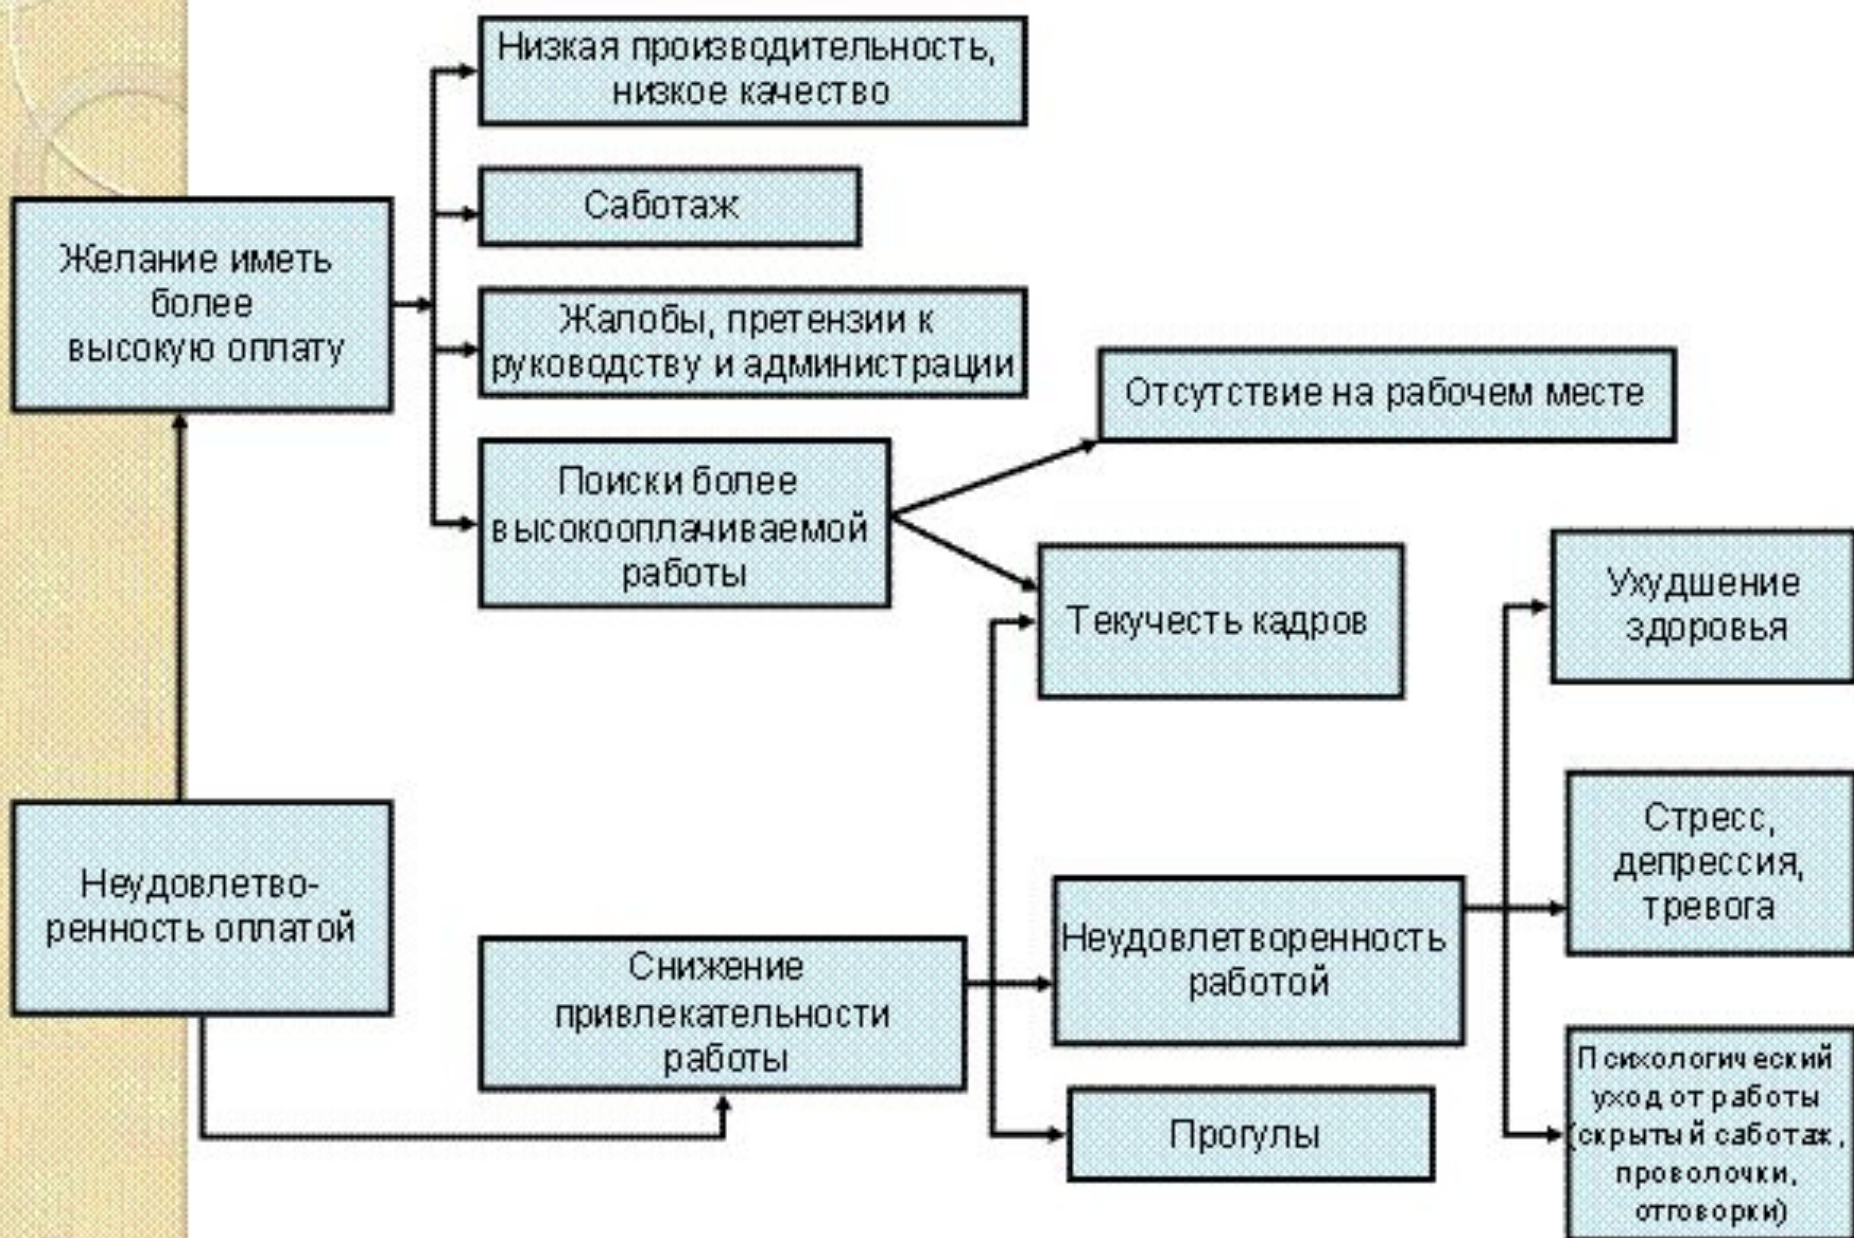 Низкая производительность,
низкое качество
Саботаж
Желание иметь
более
высокую оплату
Жалобы, претензии к
руководству и администрации
Отсутствие на рабочем месте
Поиски более
высокооплачиваемой
работы
Текучесть кадров
Ухудшение
здоровья
Неудовлетво-
ренность оплатой
Снижение
привлекательности
работы
Неудовлетворенность
работой
Стресс,
депрессия,
тревога
Прогулы
Психологический
уход от работы
(скрытый саботаж,
проволочки,
отговорки)